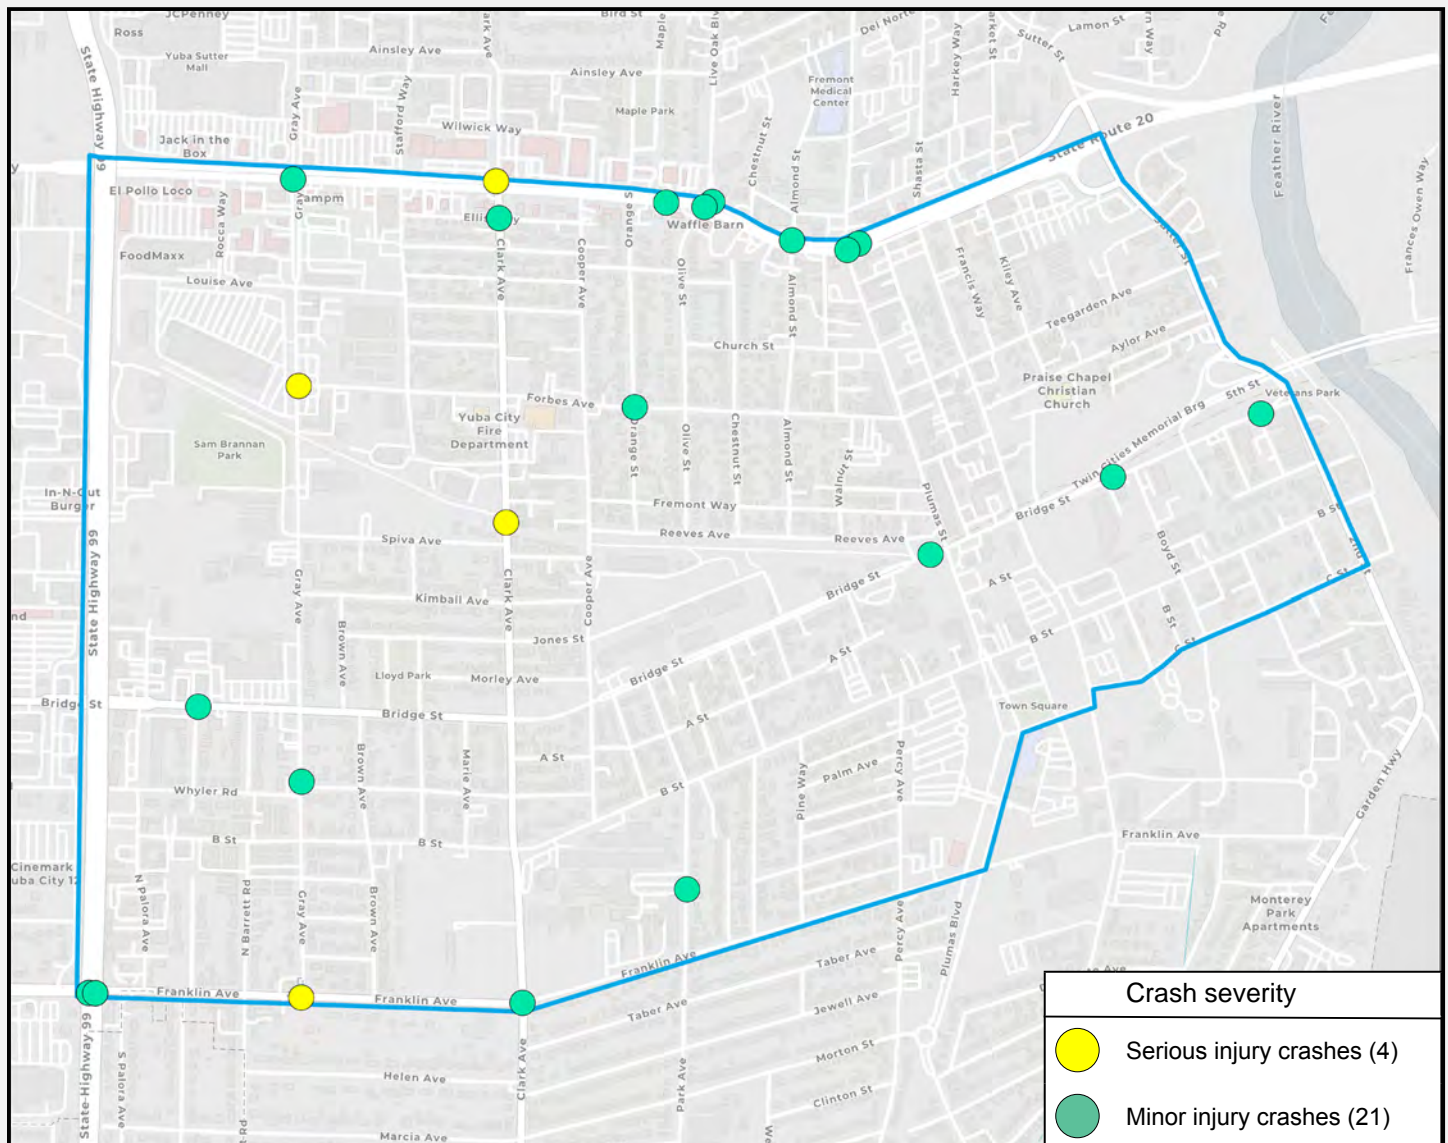 JCPenney
Bird St
Ross
Ainsley Ave
Del Norte
Lamon St
Sutter St
Yuba Sutter
Mall
Ainsley Ave
Fremont
Medical
Center
Harkey Way
State Highway 99
Gray Ave
Stafford Way
Maple Park
Live Oak Blv
Wilwick Way
Jack in the
Box
Chestnut St
Almond St
Shasta St
State Route 20
Feather River
Frances Owen Way
El Pollo Loco
Rocca Way
Waffle Barn
Sutter St
FoodMaxx
Clark Ave
Cooper Ave
Olive St
Almond St
Francis Way
Kiley Ave
Louise Ave
Teegarden Ave
Church St
Aylor Ave
Praise Chapel
Christian
Church
Forbes Ave
5th St
Veterans Park
Yuba City
Fire
Department
Sam Brannan
Park
Olive St
Chestnut St
Almond St
Walnut St
Twin Cities Memorial Brg
In-N-Out
Burger
Fremont Way
Plumas St
Bridge St
B St
State Highway 99
Spiva Ave
Reeves Ave
Reeves Ave
Boyd St
Gray Ave
Clark Ave
Cooper Ave
Bridge St
A St
C St
Kimball Ave
Brown Ave
Jones St
B St
B St
C St
Lloyd Park
Morley Ave
Bridge St
A St
Bridge St
Bridge St
A St
Town Square
Brown Ave
Marie Ave
A St
Percy Ave
Palm Ave
Pine Way
Whyler Rd
B St
Garden Hwy
B St
B St
Franklin Ave
Cinemark
N Palora Ave
N Barrett Rd
Gray Ave
Brown Ave
Percy Ave
Plumas Blvd
Monterey
Park
Apartments
Franklin Ave
Taber Ave
Franklin Ave
Franklin Ave
Taber Ave
Jewell Ave
State Highway 99
S Palora Ave
Clark Ave
Park Ave
Morton St
Helen Ave
Clinton St
Marcia Ave
Crash severity
Serious injury crashes (4)
Minor injury crashes (21)